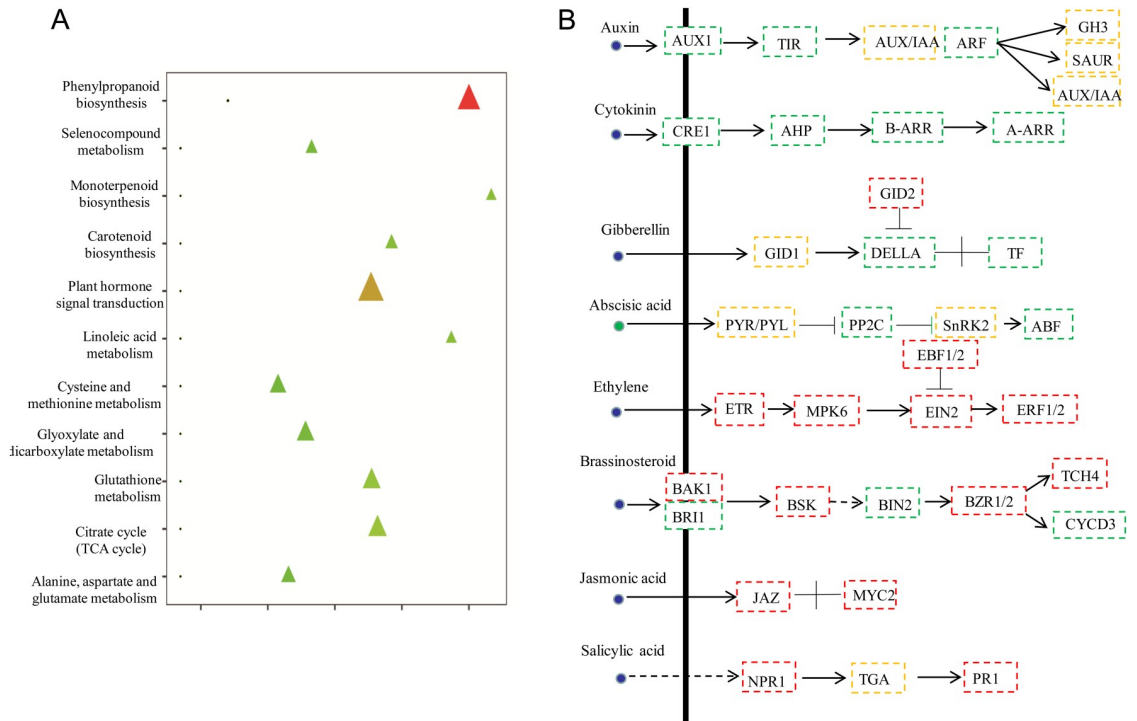 A
Phenylpropanoid
biosynthesis
Selenocompound
metabolism
Monoterpenoid
biosynthesis
Carotenoid
biosynthesis
Plant hormone
signal transduction
Linoleic acid
metabolism
Cysteine and
methionine metabolism
Glyoxylate and
dicarboxylate metabolism
Glutathione
metabolism
Citrate cycle
(TCA cycle)
Alanine, aspartate and
glutamate metabolism
B
Auxin
AUX1
TIR
AUX/IAA
ARF
GH3
SAUR
AUX/IAA
Cytokinin
CRE1
AHP
B-ARR
A-ARR
GID2
Gibberellin
GID1
DELLA
TF
Abscisic acid
PYR/PYL
PP2C
SnRK2
ABF
EBF1/2
Ethylene
ETR
MPK6
EIN2
ERF1/2
Brassinosteroid
BAK1
BRI1
BSK
BIN2
BZR1/2
TCH4
CYCD3
Jasmonic acid
JAZ
MYC2
Salicylic acid
NPR1
TGA
PR1